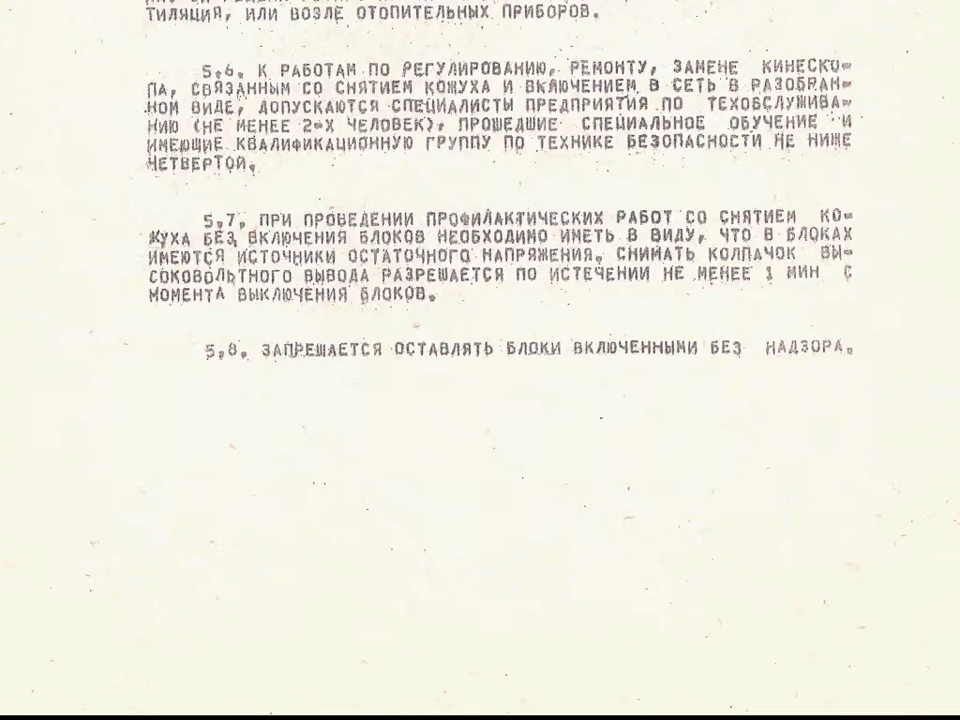 ТИЛЯЦИЯ, ИЛИ ВОЗЛЕ ОТОПИТЕЛЬНЫХ ПРИБОРОВ.
5.6. К РАБОТАМ ПО РЕГУЛИРОВАНИЮ, РЕМОНТУ, ЗАМЕНЕ КИНЕСКО-
ПА, СВЯЗАННЫМ СО СНЯТИЕМ КОЖУХА И ВКЛЮЧЕНИЕМ В СЕТЬ В РАЗОБРАН-
НОМ ВИДЕ, ДОПУСКАЮТСЯ СПЕЦИАЛИСТЫ ПРЕДПРИЯТИЯ ПО ТЕХОБСЛУЖИВА-
НИЮ (НЕ МЕНЕЕ 2-Х ЧЕЛОВЕК), ПРОШЕДШИЕ СПЕЦИАЛЬНОЕ ОБУЧЕНИЕ И
ИМЕЮЩИЕ КВАЛИФИКАЦИОННУЮ ГРУППУ ПО ТЕХНИКЕ БЕЗОПАСНОСТИ НЕ НИЖЕ
ЧЕТВЕРТОЙ.
5.7. ПРИ ПРОВЕДЕНИИ ПРОФИЛАКТИЧЕСКИХ РАБОТ СО СНЯТИЕМ КО-
ЖУХА БЕЗ ВКЛЮЧЕНИЯ БЛОКОВ НЕОБХОДИМО ИМЕТЬ В ВИДУ, ЧТО В БЛОКАХ
ИМЕЮТСЯ ИСТОЧНИКИ ОСТАТОЧНОГО НАПРЯЖЕНИЯ. СНИМАТЬ КОЛПАЧОК ВЫ-
СОКОВОЛЬТНОГО ВЫВОДА РАЗРЕШАЕТСЯ ПО ИСТЕЧЕНИИ НЕ МЕНЕЕ 1 МИН С
МОМЕНТА ВЫКЛЮЧЕНИЯ БЛОКОВ.
5.8. ЗАПРЕШАЕТСЯ ОСТАВЛЯТЬ БЛОКИ ВКЛЮЧЕННЫМИ БЕЗ НАДЗОРА.